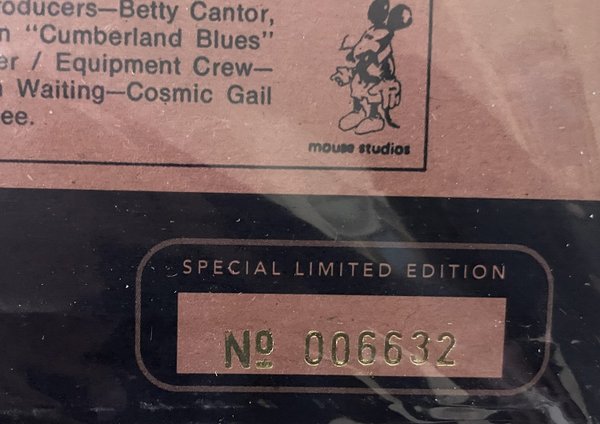 roducers—Betty Cantor,
n "Cumberland Blues"
er / Equipment Crew—
Waiting—Cosmic Gail
ee.
mouse studios
SPECIAL LIMITED EDITION
Nº 006632